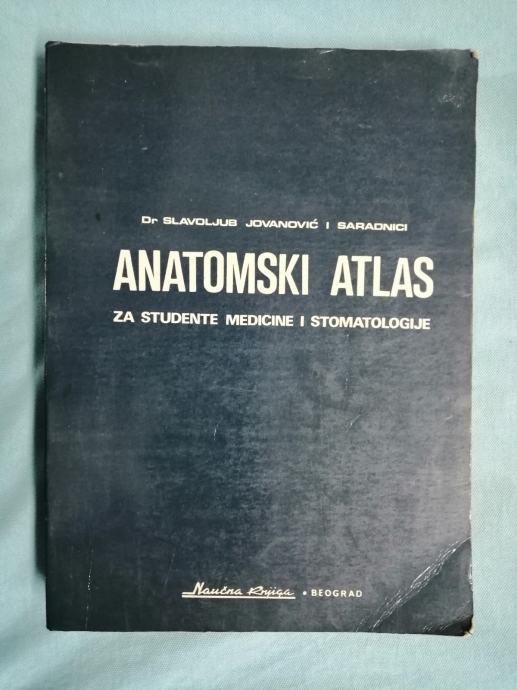 Dr SLAVOLJUB JOVANOVIĆ I SARADNICI
ANATOMSKI ATLAS
ZA STUDENTE MEDICINE I STOMATOLOGIJE
Naučna Knjiga • BEOGRAD